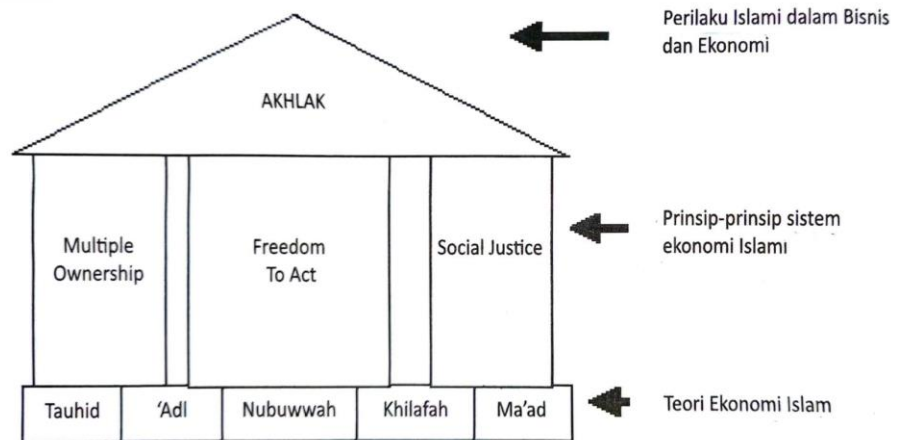 Perilaku Islami dalam Bisnis
dan Ekonomi
AKHLAK
Multiple
Ownership
Freedom
To Act
Social Justice
Prinsip-prinsip sistem
ekonomi Islami
Tauhid
'Adl
Nubuwwah
Khilafah
Ma'ad
Teori Ekonomi Islam